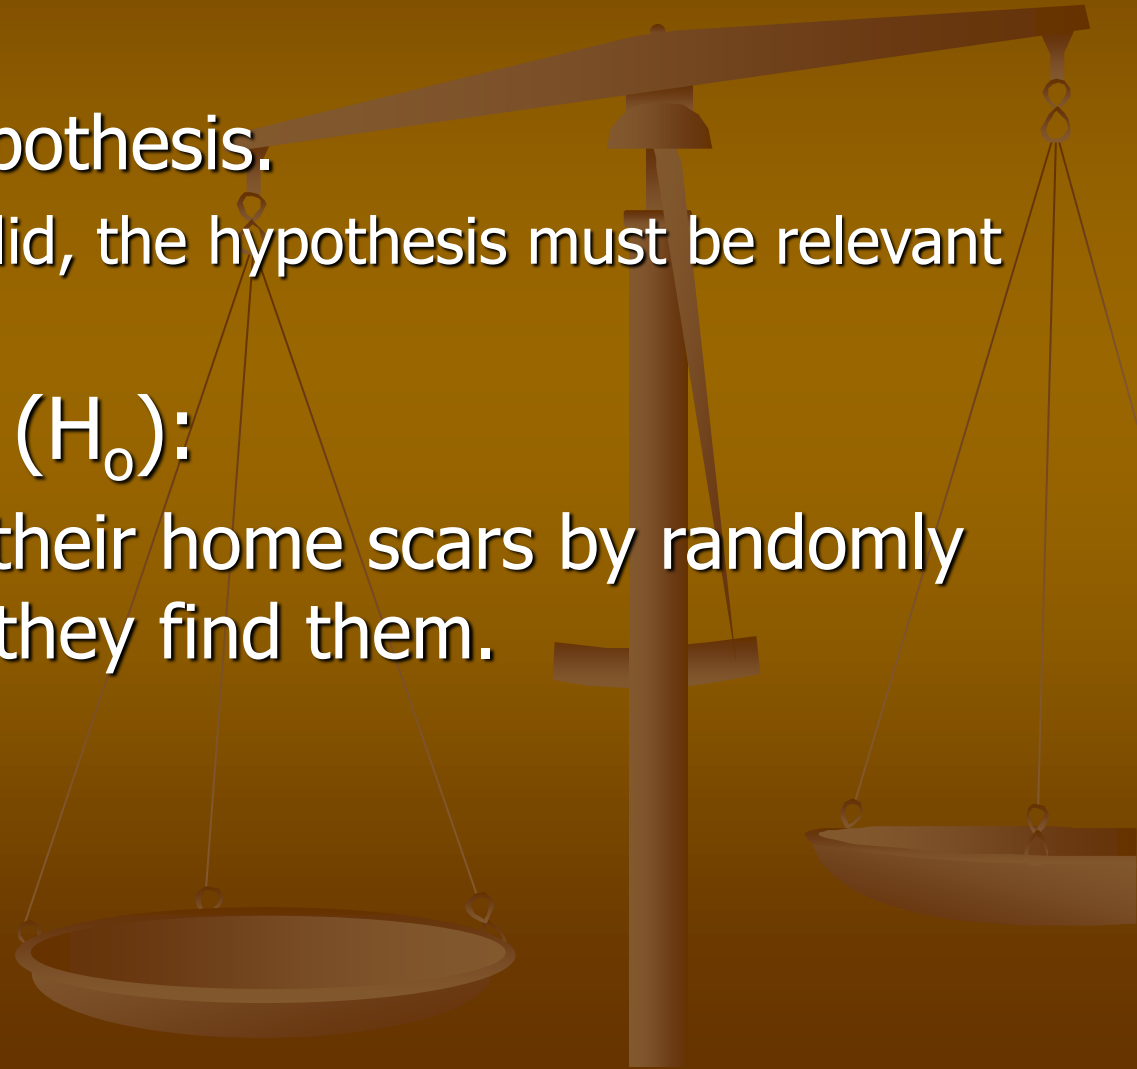 pothesis.
lid, the hypothesis must be relevant
(Ho):
their home scars by randomly
they find them.